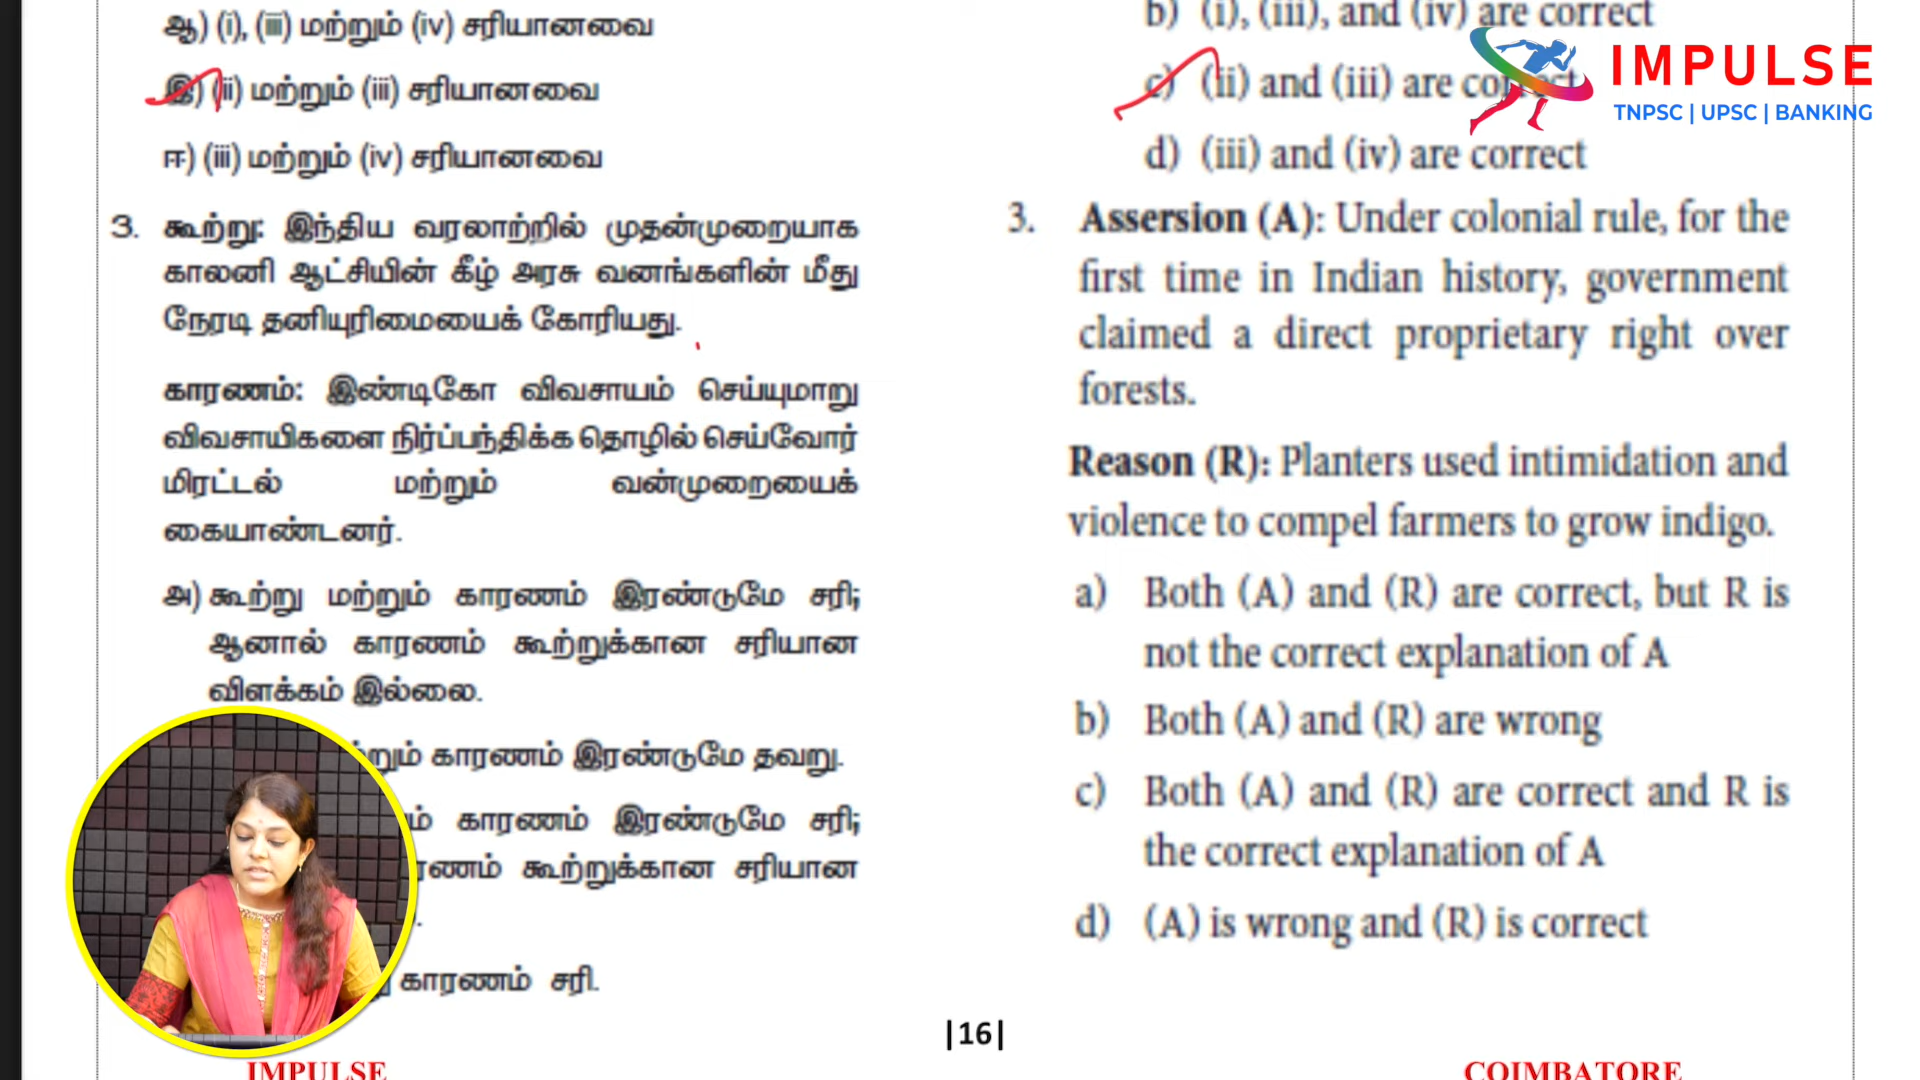 ஆ) (i), (iii) மற்றும் (iv) சரியானவை
இ) (ii) மற்றும் (iii) சரியானவை
ஈ) (iii) மற்றும் (iv) சரியானவை
3. கூற்று: இந்திய வரலாற்றில் முதன்முறையாக
காலனி ஆட்சியின் கீழ் அரசு வனங்களின் மீது
நேரடி தனியுரிமையைக் கோரியது.
காரணம்: இண்டிகோ விவசாயம் செய்யுமாறு
விவசாயிகளை நிர்ப்பந்திக்க தொழில் செய்வோர்
மிரட்டல் மற்றும் வன்முறையைக்
கையாண்டனர்.
அ) கூற்று மற்றும் காரணம் இரண்டுமே சரி;
ஆனால் காரணம் கூற்றுக்கான சரியான
விளக்கம் இல்லை.
காரணம் இரண்டுமே தவறு.
காரணம் இரண்டுமே சரி;
கூற்றுக்கான சரியான
காரணம் சரி.
b) (i), (iii), and (iv) are correct
c) (ii) and (iii) are correct
d) (iii) and (iv) are correct
3. Assersion (A): Under colonial rule, for the
first time in Indian history, government
claimed a direct proprietary right over
forests.
Reason (R): Planters used intimidation and
violence to compel farmers to grow indigo.
a) Both (A) and (R) are correct, but R is
not the correct explanation of A
b) Both (A) and (R) are wrong
c) Both (A) and (R) are correct and R is
the correct explanation of A
d) (A) is wrong and (R) is correct
|16|
IMPULSE
COIMBATORE
IMPULSE
TNPSC | UPSC | BANKING